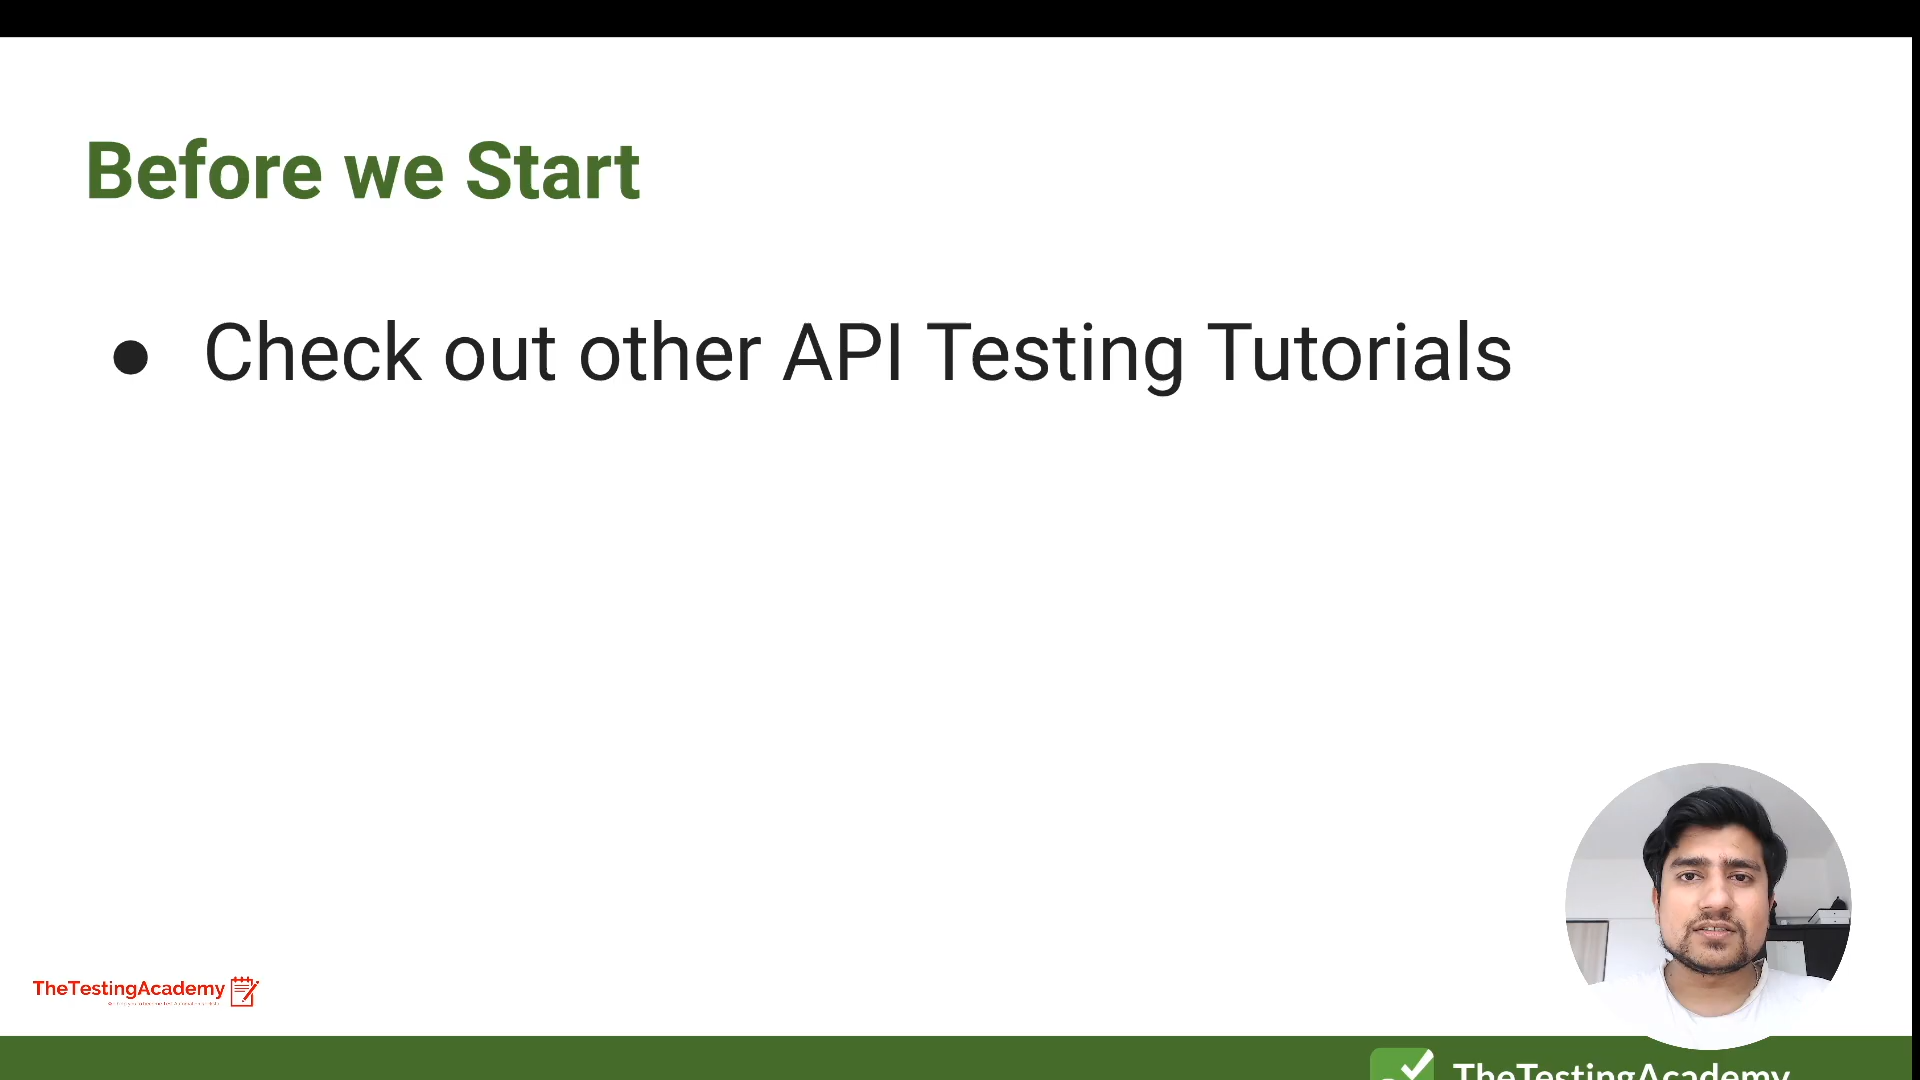 Before we Start
● Check out other API Testing Tutorials
TheTestingAcademy
TheTestingAcademy